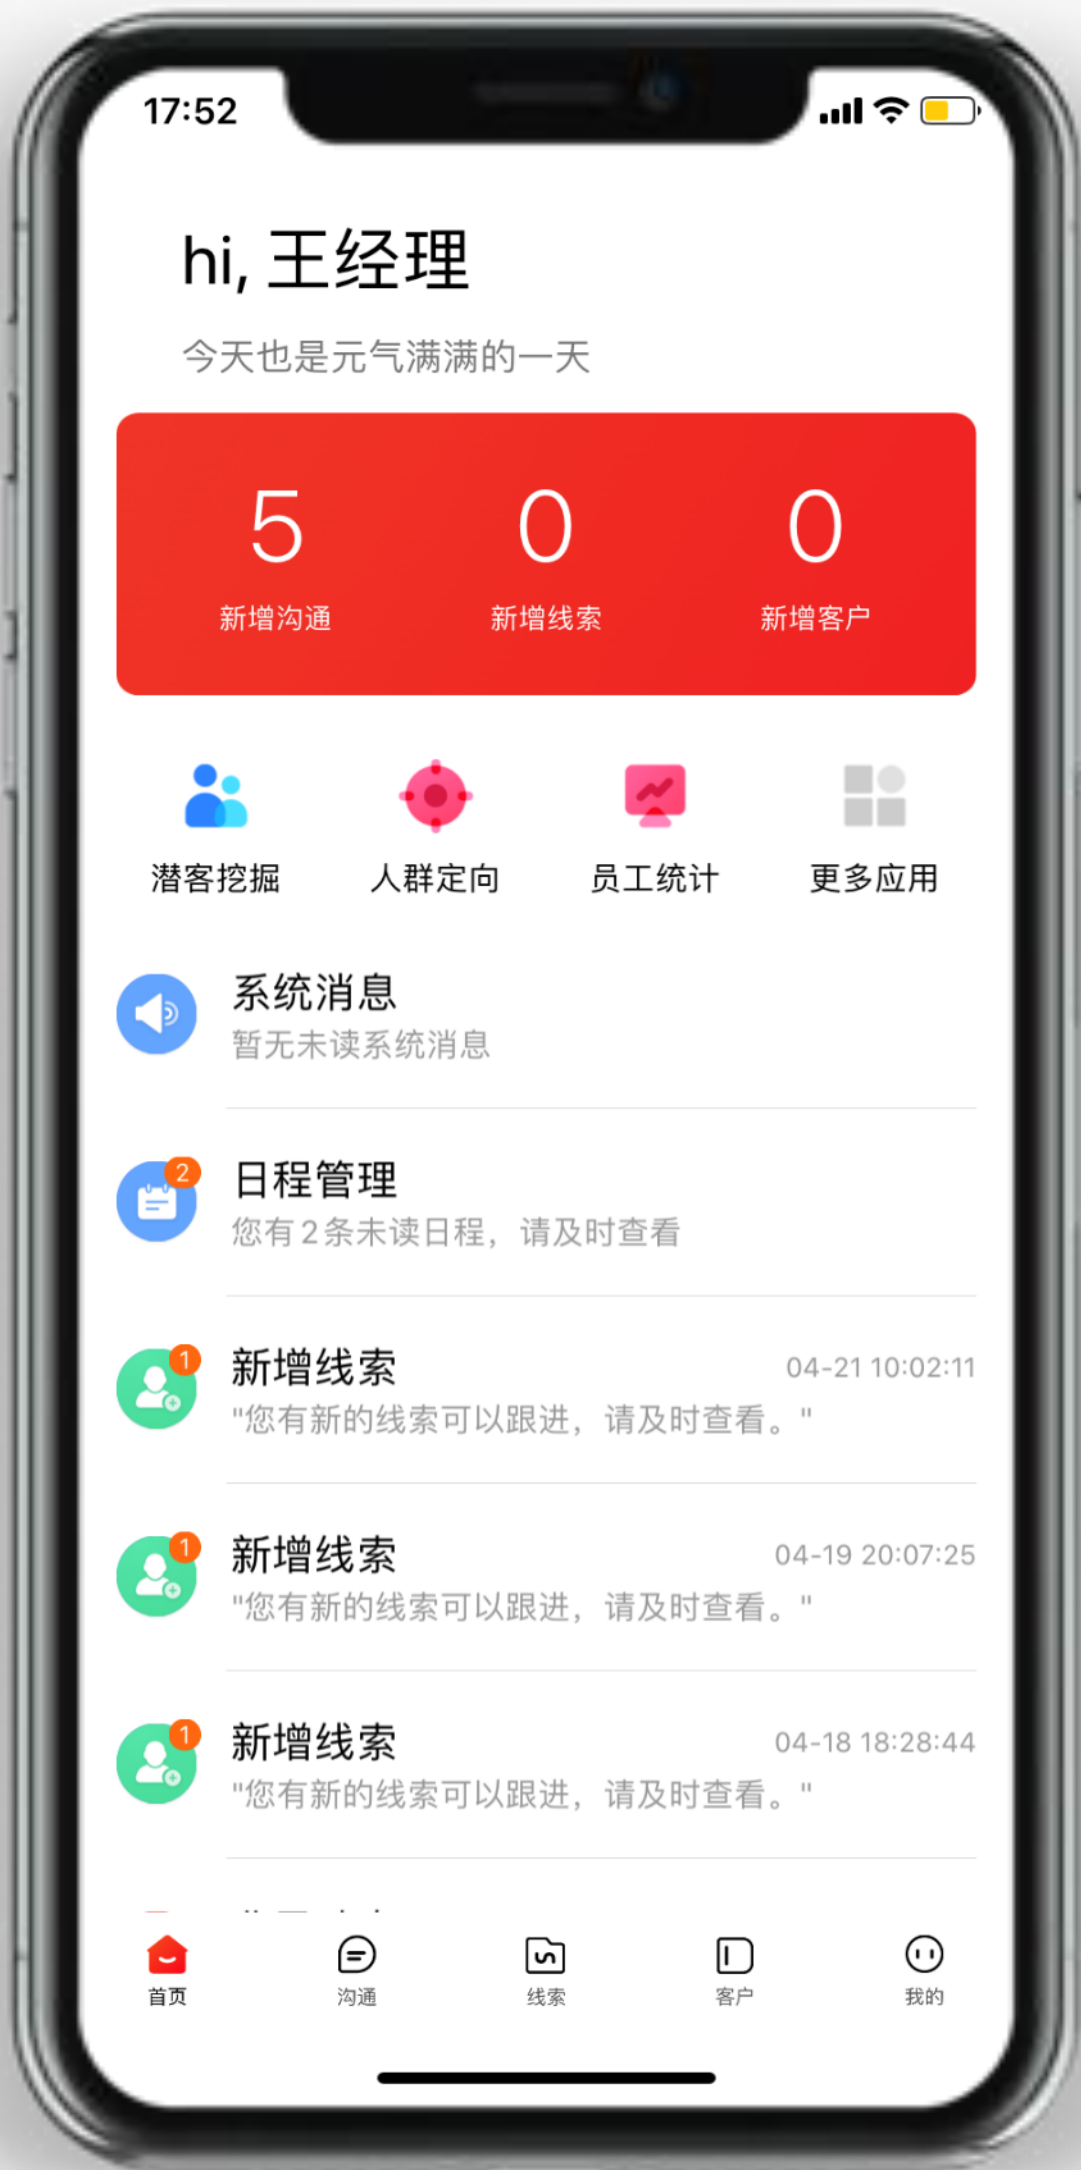 17:52
hi, 王经理
今天也是元气满满的一天
5 0 0
新增沟通 新增线索 新增客户
潜客挖掘 人群定向 员工统计 更多应用
系统消息
暂无未读系统消息
2
日程管理
您有2条未读日程，请及时查看
1
新增线索 04-21 10:02:11
"您有新的线索可以跟进，请及时查看。"
1
新增线索 04-19 20:07:25
"您有新的线索可以跟进，请及时查看。"
1
新增线索 04-18 18:28:44
"您有新的线索可以跟进，请及时查看。"
首页 沟通 线索 客户 我的